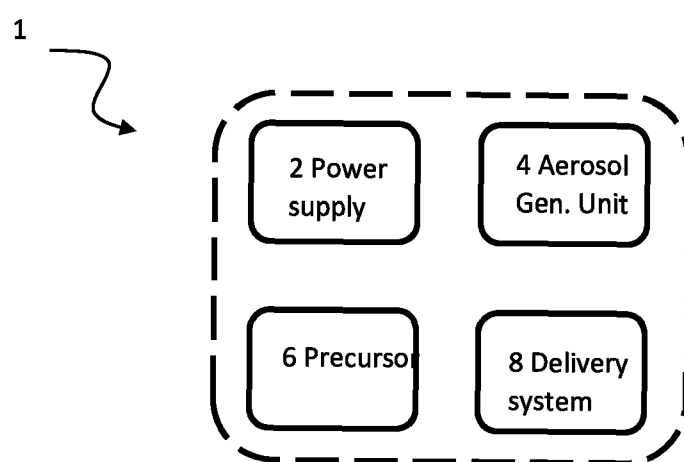 1
2 Power
supply
4 Aerosol
Gen. Unit
6 Precursor
8 Delivery
system